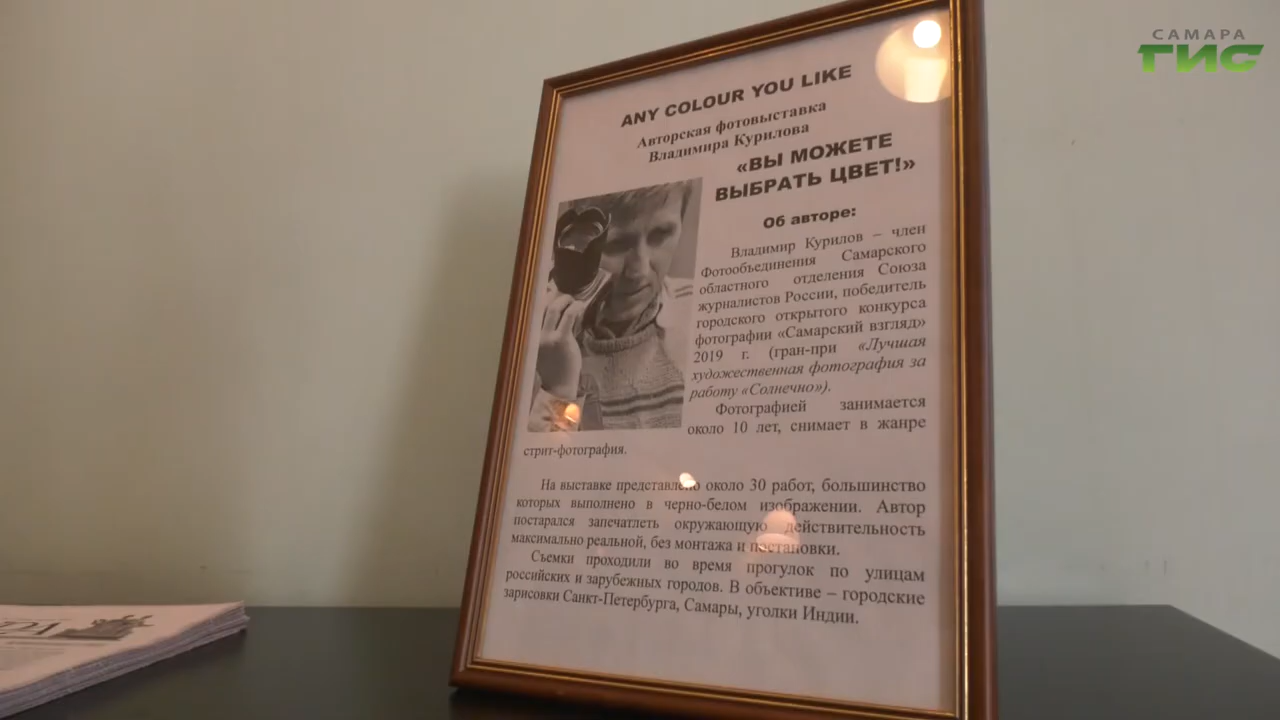 САМАРА
ГИС
ANY COLOUR YOU LIKE
Авторская фотовыставка
Владимира Курилова
«ВЫ МОЖЕТЕ
ВЫБРАТЬ ЦВЕТ!»
Об авторе:
Владимир Курилов – член
Фотообъединения Самарского
областного отделения Союза
журналистов России, победитель
городского открытого конкурса
фотографии «Самарский взгляд»
2019 г. (гран-при «Лучшая
художественная фотография за
работу «Солнечно»).
Фотографией занимается
около 10 лет, снимает в жанре
стрит-фотография.
На выставке представлено около 30 работ, большинство
которых выполнено в черно-белом изображении. Автор
постарался запечатлеть окружающую действительность
максимально реальной, без монтажа и постановки.
Съемки проходили во время прогулок по улицам
российских и зарубежных городов. В объективе – городские
зарисовки Санкт-Петербурга, Самары, уголки Индии.